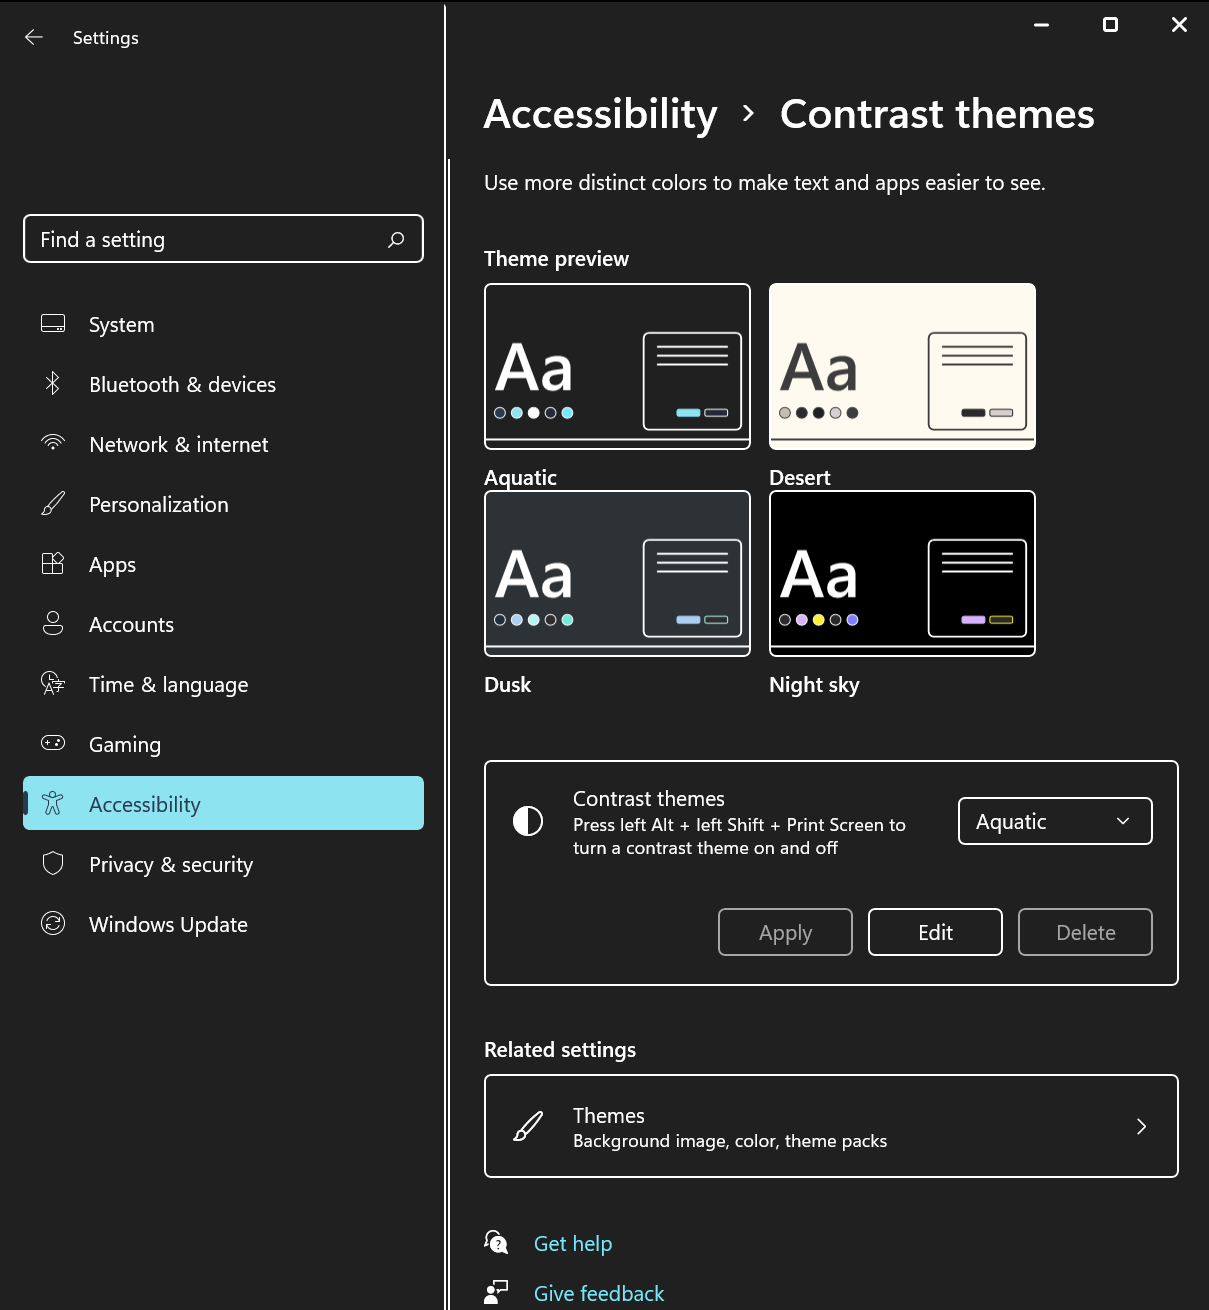 Settings
Find a setting
System
Bluetooth & devices
Network & internet
Personalization
Apps
Accounts
Time & language
Gaming
Accessibility
Privacy & security
Windows Update
Accessibility > Contrast themes
Use more distinct colors to make text and apps easier to see.
Theme preview
Aa
Aa
Aquatic
Desert
Aa
Aa
Dusk
Night sky
Contrast themes
Press left Alt + left Shift + Print Screen to
turn a contrast theme on and off
Aquatic
Apply
Edit
Delete
Related settings
Themes
Background image, color, theme packs
Get help
Give feedback